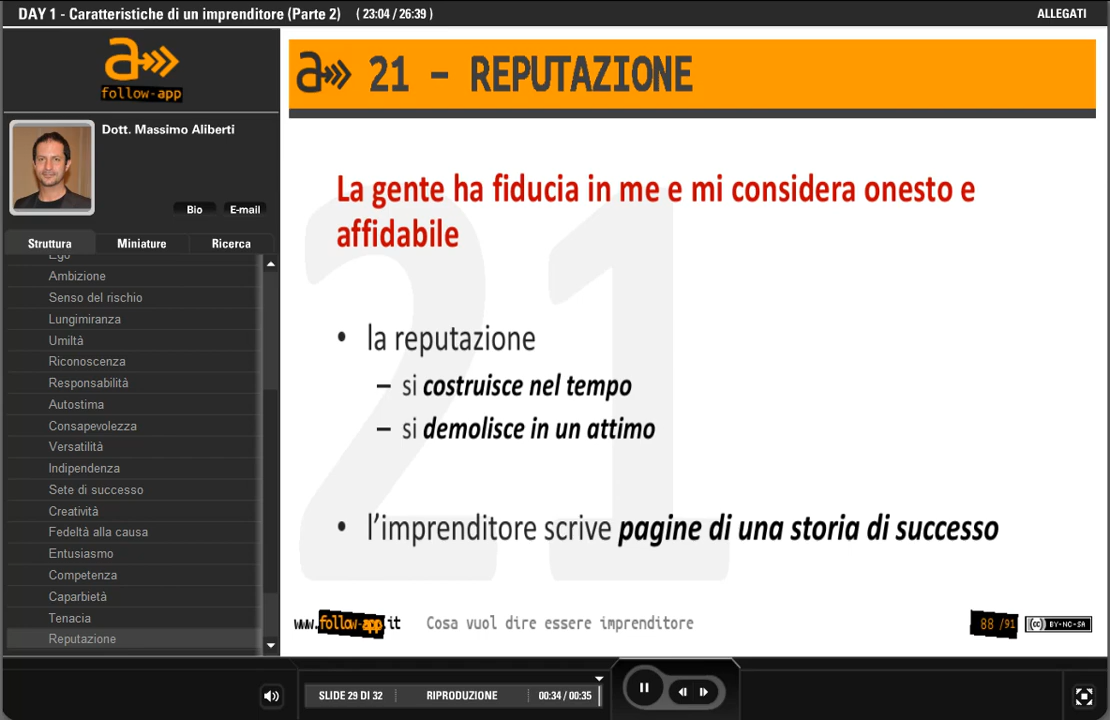 DAY 1 - Caratteristiche di un imprenditore (Parte 2) ( 23:04 / 26:39 )
ALLEGATI
a
follow-app
Dott. Massimo Aliberti
Bio
E-mail
Struttura
Miniature
Ricerca
Ego
Ambizione
Senso del rischio
Lungimiranza
Umiltà
Riconoscenza
Responsabilità
Autostima
Consapevolezza
Versatilità
Indipendenza
Sete di successo
Creatività
Fedeltà alla causa
Entusiasmo
Competenza
Caparbietà
Tenacia
Reputazione
a 21 - REPUTAZIONE
21
La gente ha fiducia in me e mi considera onesto e
affidabile
• la reputazione
– si costruisce nel tempo
– si demolisce in un attimo
• l’imprenditore scrive pagine di una storia di successo
www.follow-app.it
Cosa vuol dire essere imprenditore
88 /91
(cc) BY-NC-SA
SLIDE 29 DI 32
RIPRODUZIONE
00:34 / 00:35